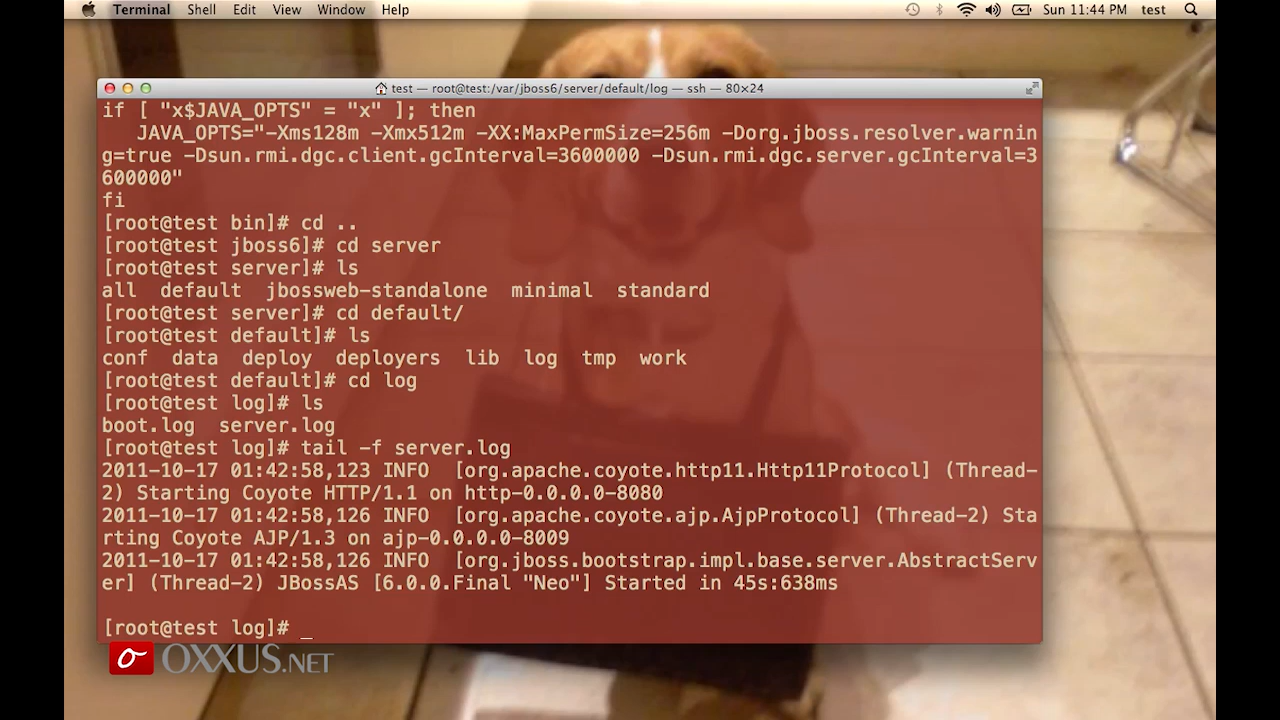 Terminal Shell Edit View Window Help Sun 11:44 PM test
test — root@test:/var/jboss6/server/default/log — ssh — 80×24
if [ "x$JAVA_OPTS" = "x" ]; then
   JAVA_OPTS="-Xms128m -Xmx512m -XX:MaxPermSize=256m -Dorg.jboss.resolver.warnin
g=true -Dsun.rmi.dgc.client.gcInterval=3600000 -Dsun.rmi.dgc.server.gcInterval=3
600000"
fi
[root@test bin]# cd ..
[root@test jboss6]# cd server
[root@test server]# ls
all  default  jbossweb-standalone  minimal  standard
[root@test server]# cd default/
[root@test default]# ls
conf  data  deploy  deployers  lib  log  tmp  work
[root@test default]# cd log
[root@test log]# ls
boot.log  server.log
[root@test log]# tail -f server.log
2011-10-17 01:42:58,123 INFO  [org.apache.coyote.http11.Http11Protocol] (Thread-
2) Starting Coyote HTTP/1.1 on http-0.0.0.0-8080
2011-10-17 01:42:58,126 INFO  [org.apache.coyote.ajp.AjpProtocol] (Thread-2) Sta
rting Coyote AJP/1.3 on ajp-0.0.0.0-8009
2011-10-17 01:42:58,126 INFO  [org.jboss.bootstrap.impl.base.server.AbstractServ
er] (Thread-2) JBossAS [6.0.0.Final "Neo"] Started in 45s:638ms
[root@test log]# _
OXXUS.NET